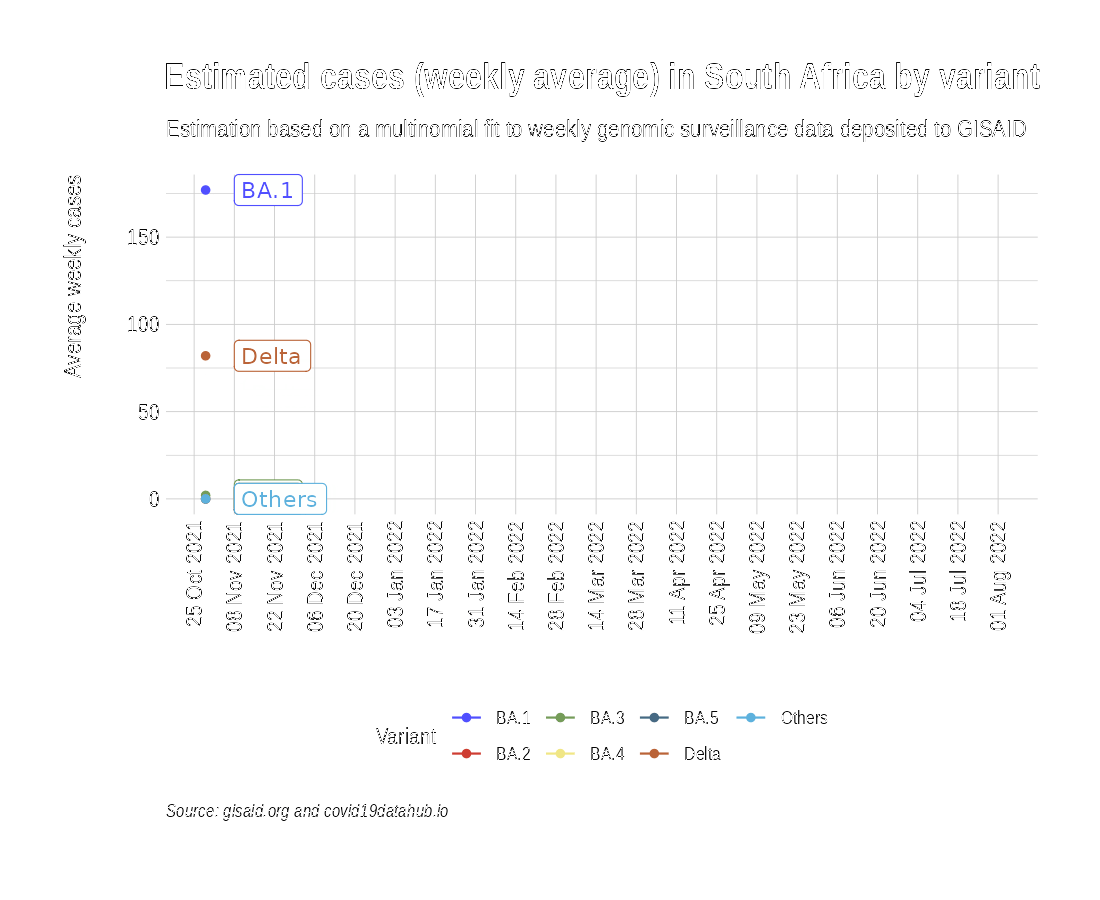 Estimated cases (weekly average) in South Africa by variant
Estimation based on a multinomial fit to weekly genomic surveillance data deposited to GISAID
Average weekly cases
BA.1
150
100
Delta
50
0
Others
25 Oct 2021
08 Nov 2021
22 Nov 2021
06 Dec 2021
20 Dec 2021
03 Jan 2022
17 Jan 2022
31 Jan 2022
14 Feb 2022
28 Feb 2022
14 Mar 2022
28 Mar 2022
11 Apr 2022
25 Apr 2022
09 May 2022
23 May 2022
06 Jun 2022
20 Jun 2022
04 Jul 2022
18 Jul 2022
01 Aug 2022
Variant
BA.1 BA.3 BA.5 Others
BA.2 BA.4 Delta
Source: gisaid.org and covid19datahub.io